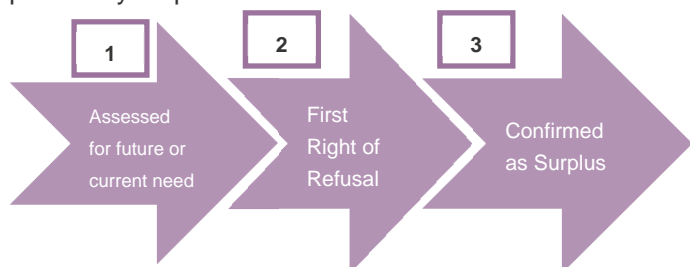 1
Assessed
for future or
current need
2
First
Right of
Refusal
3
Confirmed
as Surplus